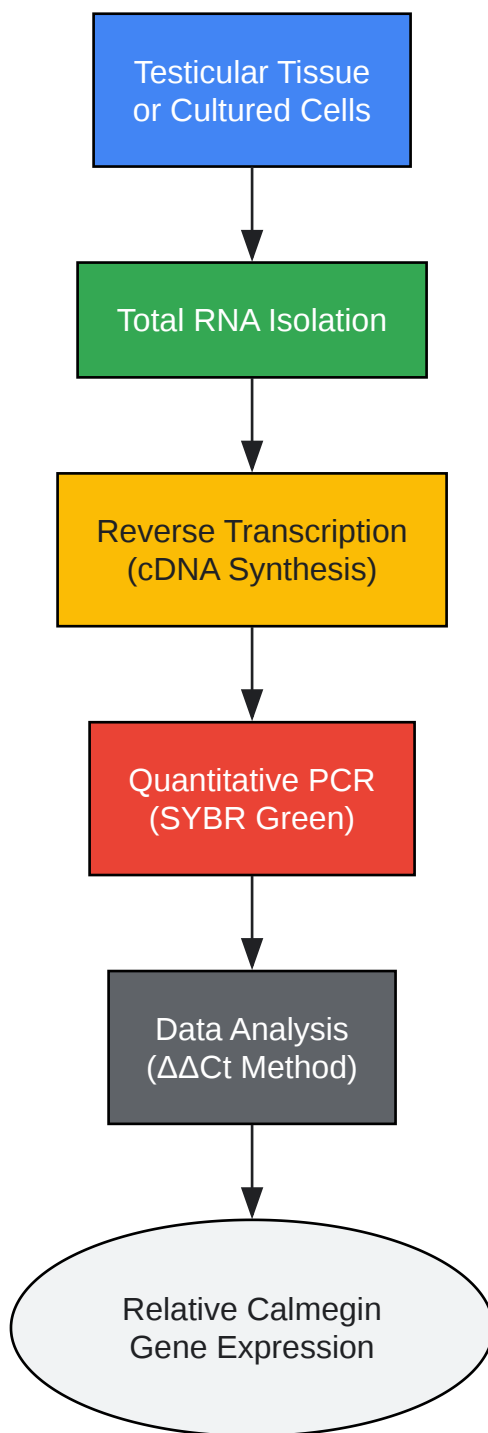 Testicular Tissue
or Cultured Cells
Total RNA Isolation
Reverse Transcription
(cDNA Synthesis)
Quantitative PCR
(SYBR Green)
Data Analysis
(ΔΔCt Method)
Relative Calmegin
Gene Expression